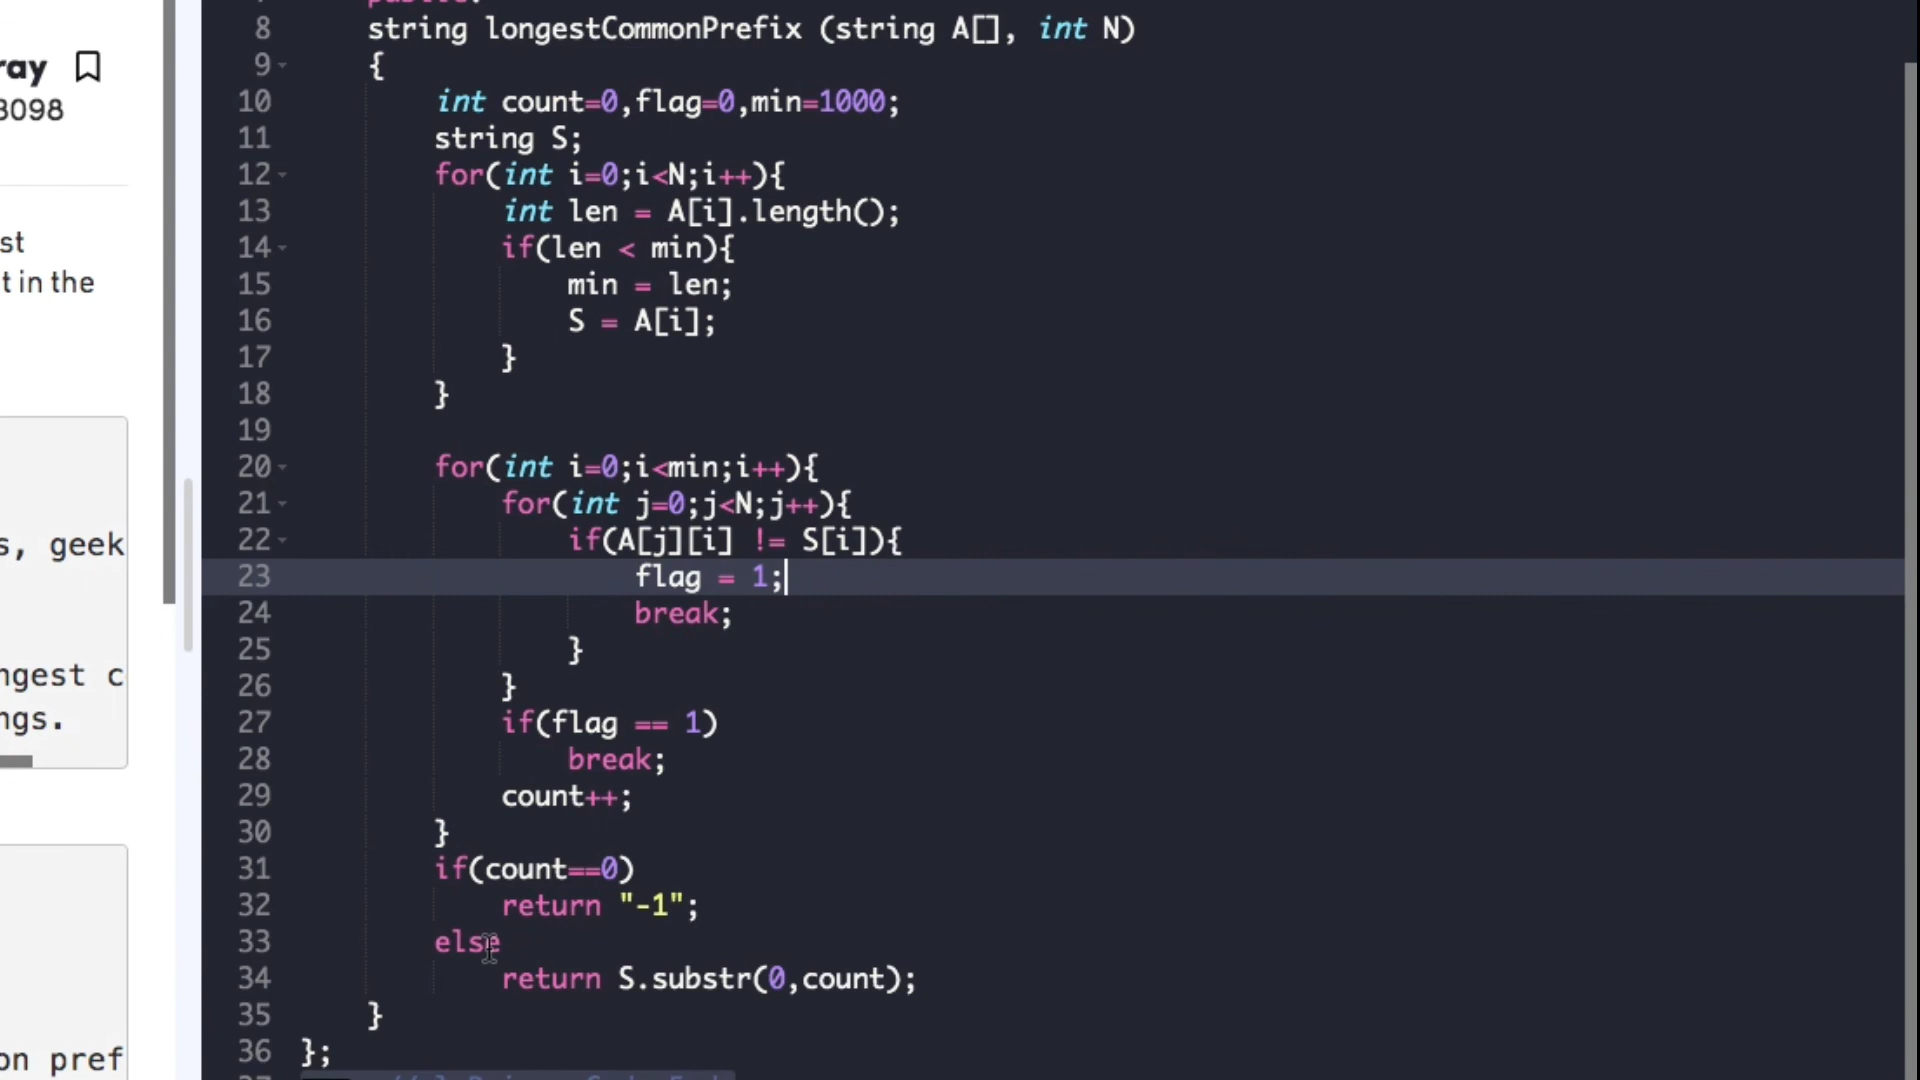 ray
3098
st
t in the
s, geek
ngest c
ngs.
on pref
8 string longestCommonPrefix (string A[], int N)
9 {
10 int count=0,flag=0,min=1000;
11 string S;
12 for(int i=0;i<N;i++){
13 int len = A[i].length();
14 if(len < min){
15 min = len;
16 S = A[i];
17 }
18 }
19
20 for(int i=0;i<min;i++){
21 for(int j=0;j<N;j++){
22 if(A[j][i] != S[i]){
23 flag = 1;
24 break;
25 }
26 }
27 if(flag == 1)
28 break;
29 count++;
30 }
31 if(count==0)
32 return "-1";
33 else
34 return S.substr(0,count);
35 }
36 };